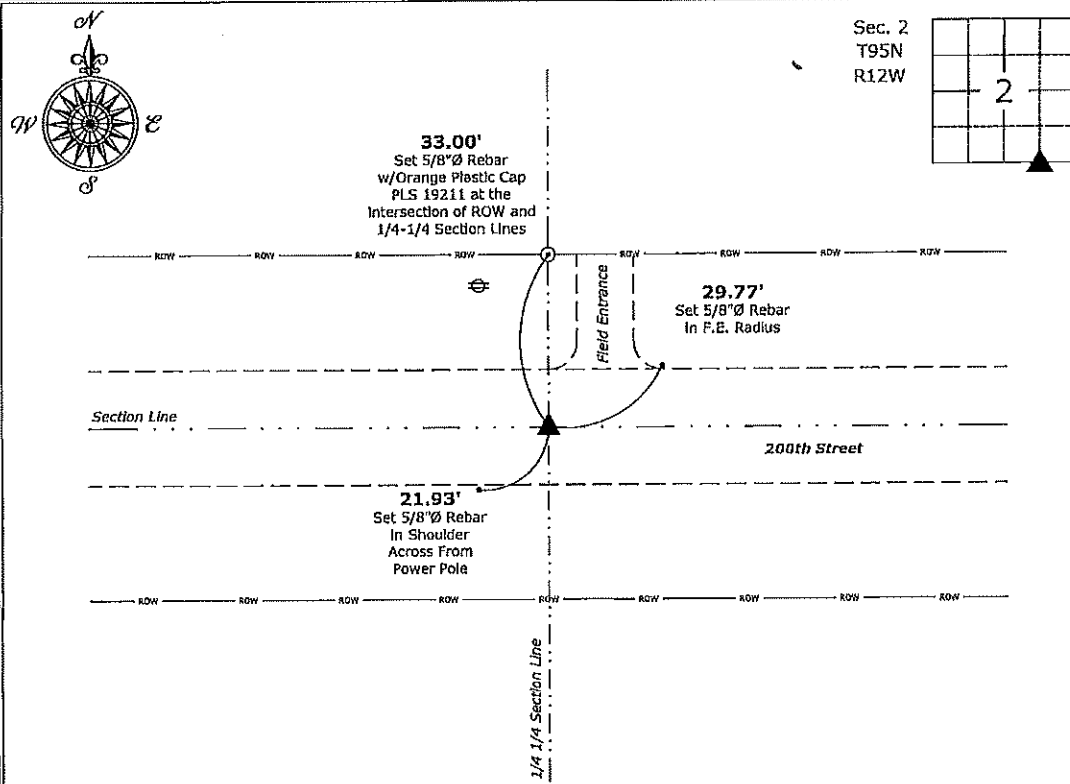 N
W
E
S
Sec. 2
T95N
R12W
2
33.00'
Set 5/8"Ø Rebar
w/Orange Plastic Cap
PLS 19211 at the
Intersection of ROW and
1/4-1/4 Section Lines
ROW ROW ROW ROW ROW ROW ROW ROW
Field Entrance
29.77'
Set 5/8"Ø Rebar
in F.E. Radius
Section Line
200th Street
21.93'
Set 5/8"Ø Rebar
in Shoulder
Across From
Power Pole
ROW ROW ROW ROW ROW ROW ROW ROW ROW
1/4 1/4 Section Line